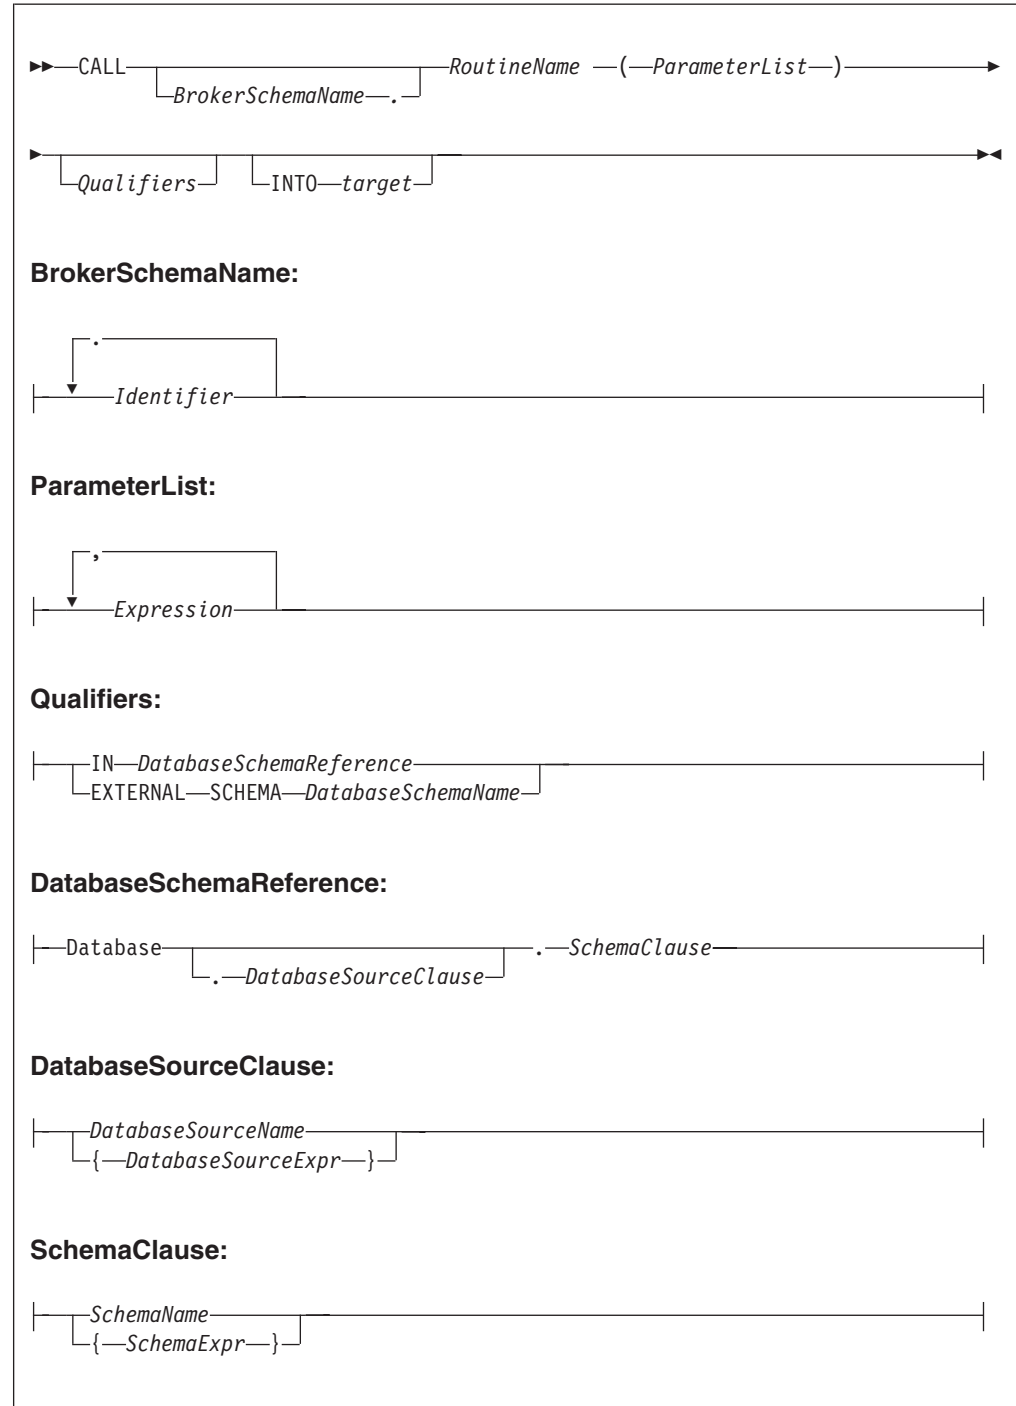 CALL BrokerSchemaName . RoutineName ( ParameterList )
Qualifiers INTO target
BrokerSchemaName:
.
Identifier
ParameterList:
,
Expression
Qualifiers:
IN DatabaseSchemaReference
EXTERNAL SCHEMA DatabaseSchemaName
DatabaseSchemaReference:
Database . SchemaClause
. DatabaseSourceClause
DatabaseSourceClause:
DatabaseSourceName
{ DatabaseSourceExpr }
SchemaClause:
SchemaName
{ SchemaExpr }